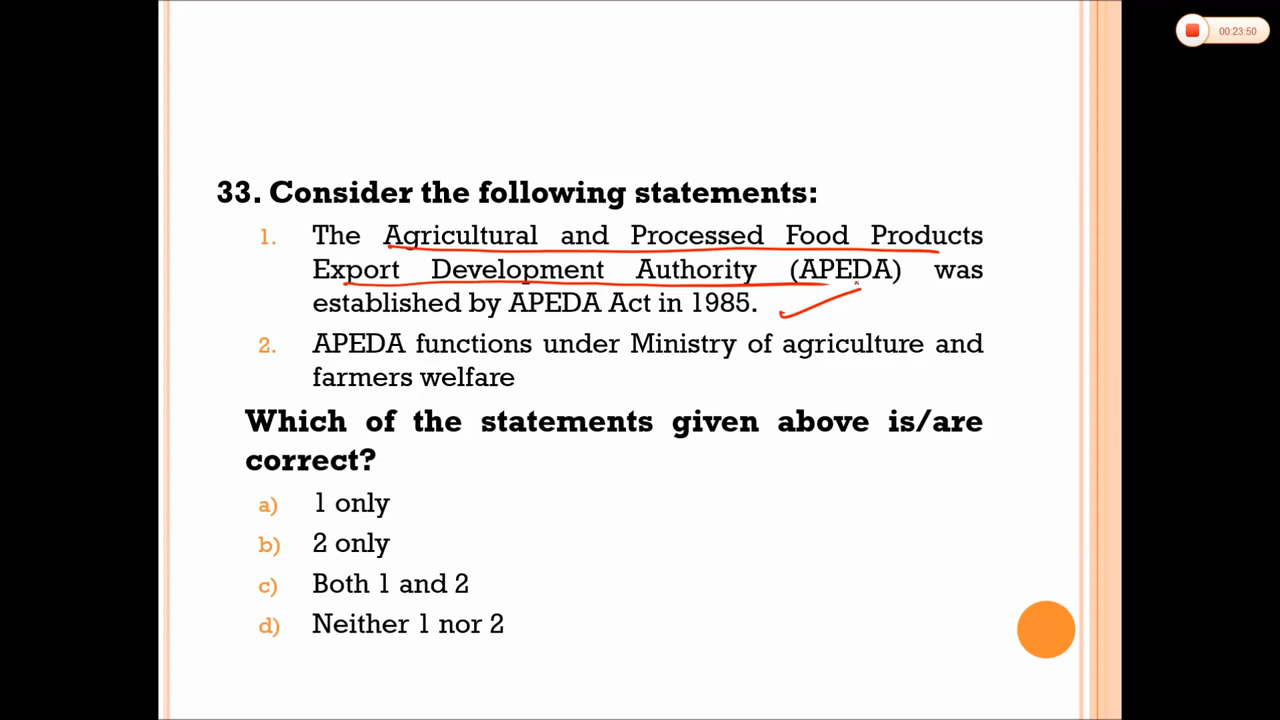 00:23:50
33. Consider the following statements:
1. The Agricultural and Processed Food Products
Export Development Authority (APEDA) was
established by APEDA Act in 1985.
2. APEDA functions under Ministry of agriculture and
farmers welfare
Which of the statements given above is/are
correct?
a) 1 only
b) 2 only
c) Both 1 and 2
d) Neither 1 nor 2